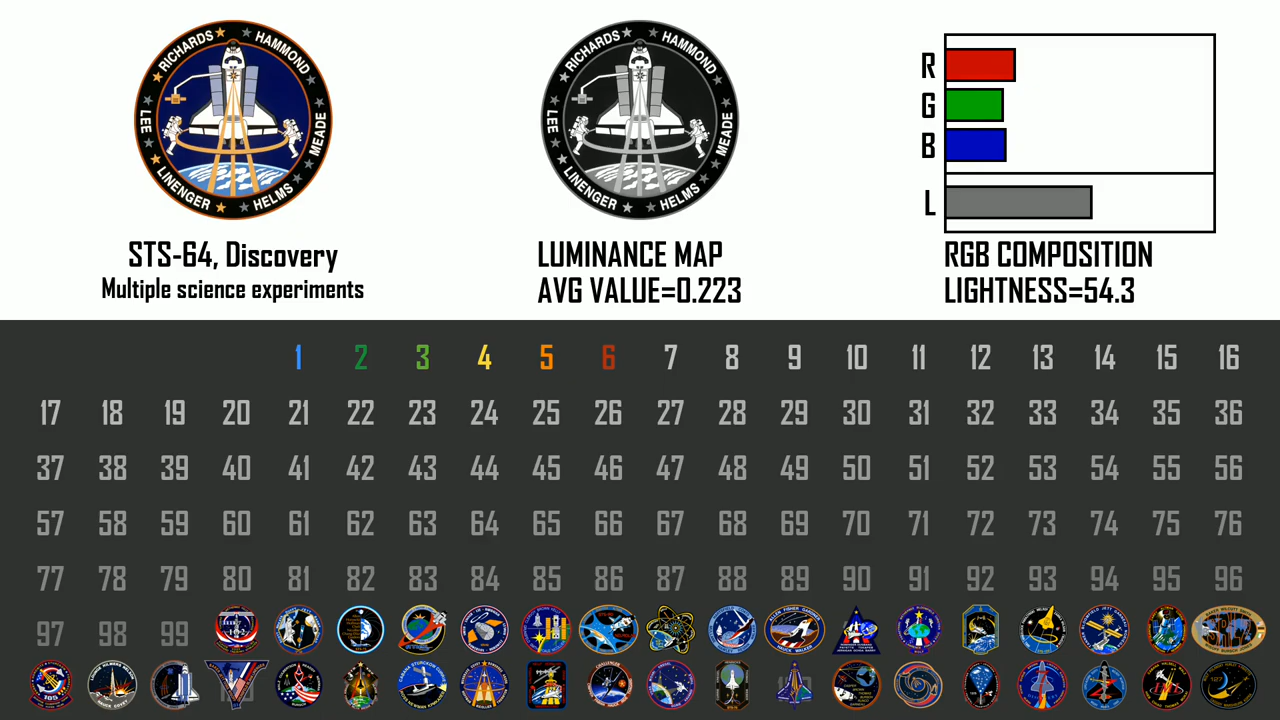 RICHARDS HAMMOND
LEE MEADE
LINENGER HELMS
RICHARDS HAMMOND
LEE MEADE
LINENGER HELMS
R
G
B
L
STS-64, Discovery
Multiple science experiments
LUMINANCE MAP
AVG VALUE=0.223
RGB COMPOSITION
LIGHTNESS=54.3
1 2 3 4 5 6 7 8 9 10 11 12 13 14 15 16
17 18 19 20 21 22 23 24 25 26 27 28 29 30 31 32 33 34 35 36
37 38 39 40 41 42 43 44 45 46 47 48 49 50 51 52 53 54 55 56
57 58 59 60 61 62 63 64 65 66 67 68 69 70 71 72 73 74 75 76
77 78 79 80 81 82 83 84 85 86 87 88 89 90 91 92 93 94 95 96
97 98 99